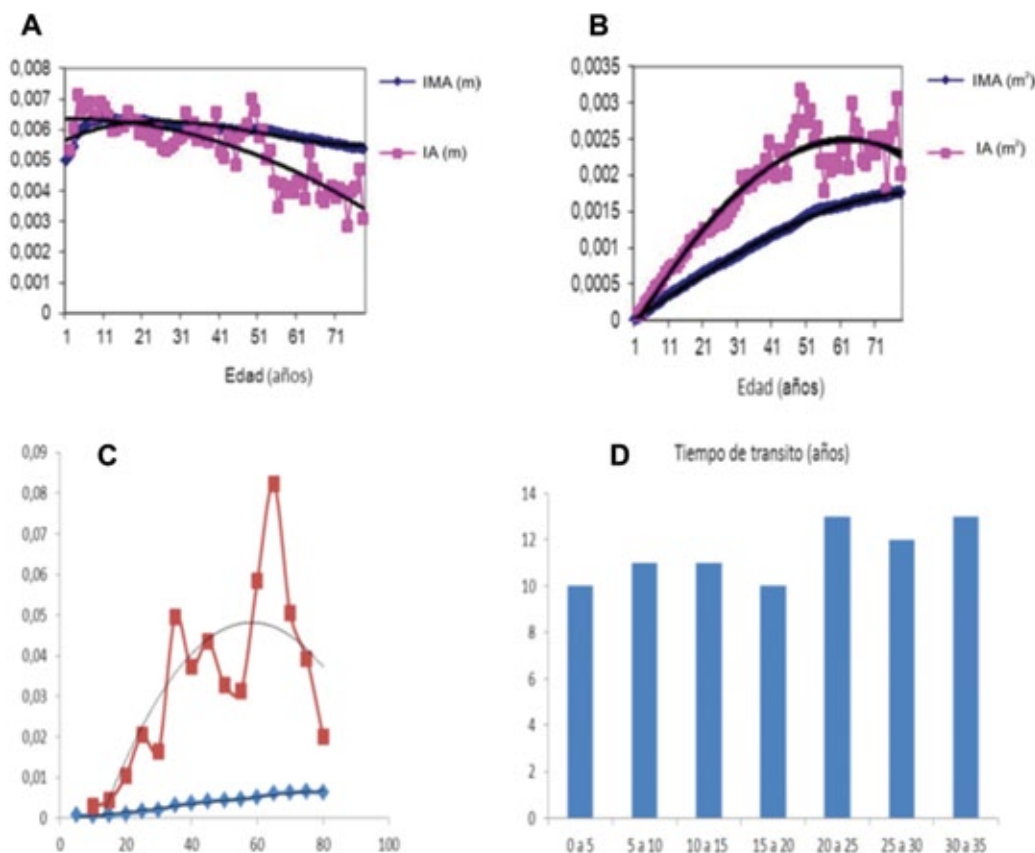 A
0,008
0,007
0,006
0,005
0,004
0,003
0,002
0,001
0
1 11 21 31 41 51 61 71
Edad (años)
IMA (m)
IA (m)
B
0,0035
0,003
0,0025
0,002
0,0015
0,001
0,0005
0
1 11 21 31 41 51 61 71
Edad (años)
IMA (m²)
IA (m²)
C
0,09
0,08
0,07
0,06
0,05
0,04
0,03
0,02
0,01
0
0 20 40 60 80 100
D
Tiempo de transito (años)
14
12
10
8
6
4
2
0
0 a 5 5 a 10 10 a 15 15 a 20 20 a 25 25 a 30 30 a 35